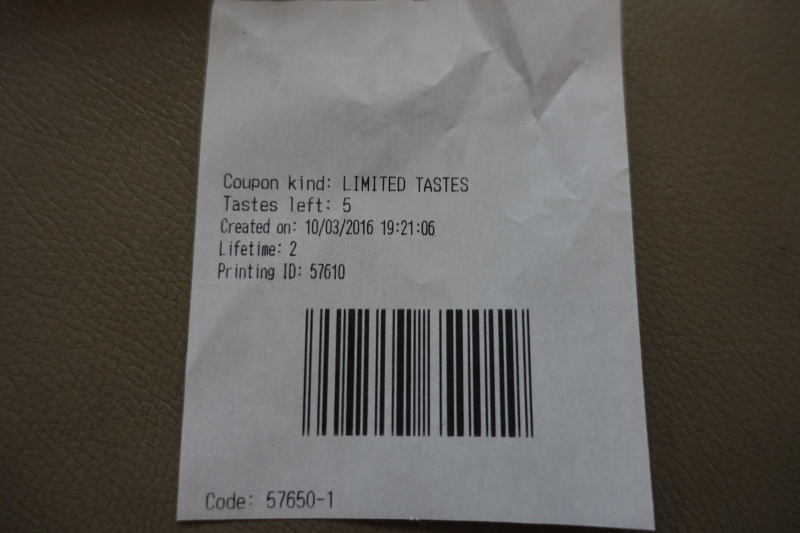 Coupon kind: LIMITED TASTES
Tastes left: 5
Created on: 10/03/2016 19:21:06
Lifetime: 2
Printing ID: 57610
Code: 57650-1